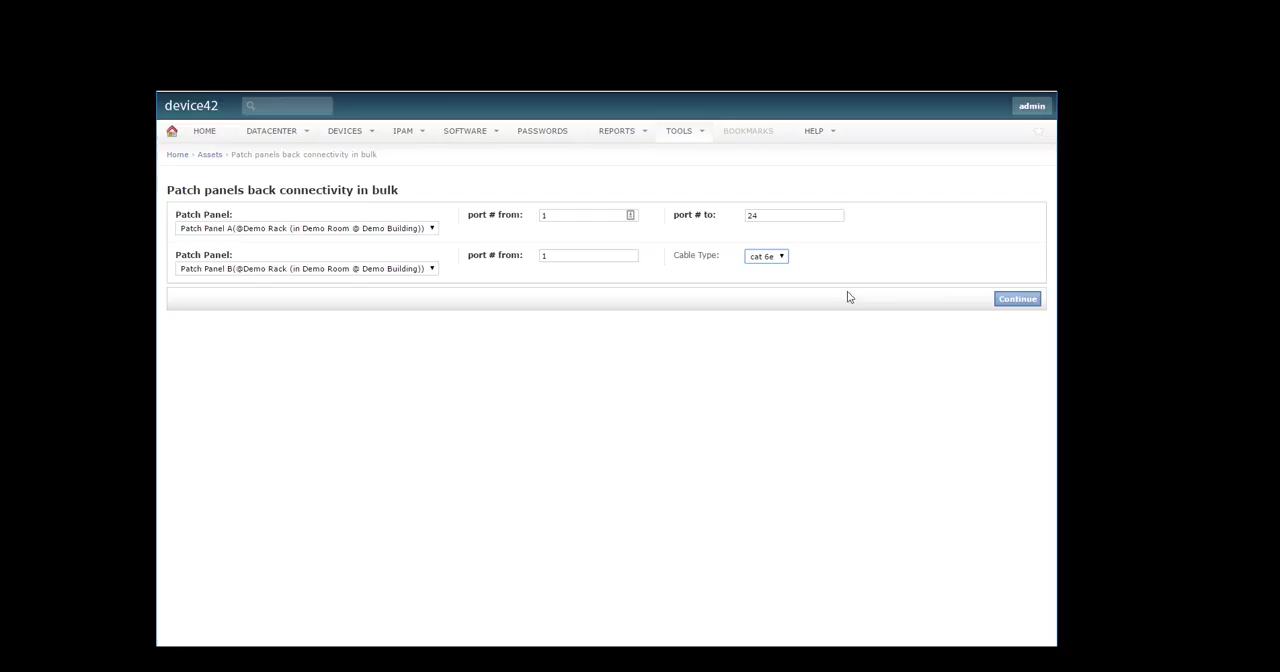 device42
admin
HOME DATACENTER DEVICES IPAM SOFTWARE PASSWORDS REPORTS TOOLS BOOKMARKS HELP
Home › Assets › Patch panels back connectivity in bulk
Patch panels back connectivity in bulk
Patch Panel: port # from: 1 port # to: 24
Patch Panel A(@Demo Rack (in Demo Room @ Demo Building))
Patch Panel: port # from: 1 Cable Type: cat 6e
Patch Panel B(@Demo Rack (in Demo Room @ Demo Building))
Continue